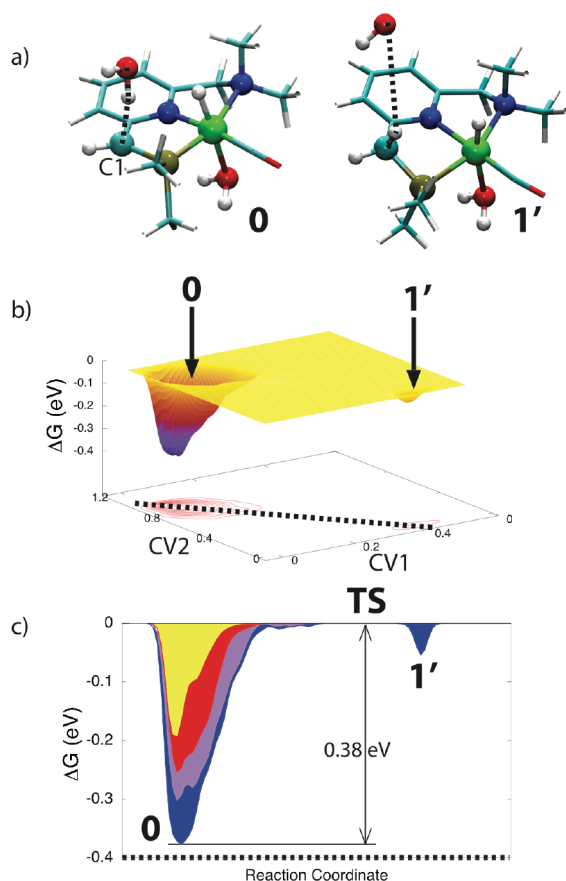 a)
C1
0
1′
b)
0
1′
0
-0.1
-0.2
-0.3
-0.4
ΔG (eV)
1.2
0.8
0.4
0
CV2
0
0.2
0.4
0
CV1
c)
TS
0
-0.1
-0.2
-0.3
-0.4
ΔG (eV)
0
1′
0.38 eV
Reaction Coordinate